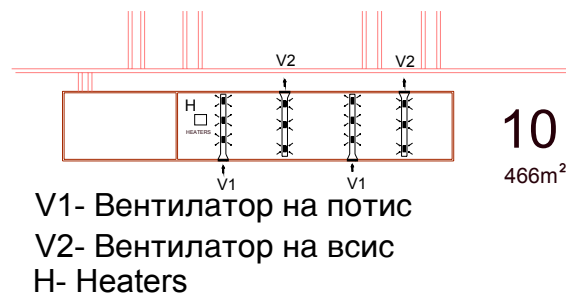 V2 V2
H
HEATERS
10
466m²
V1 V1
V1- Вентилатор на потис
V2- Вентилатор на всис
H- Heaters